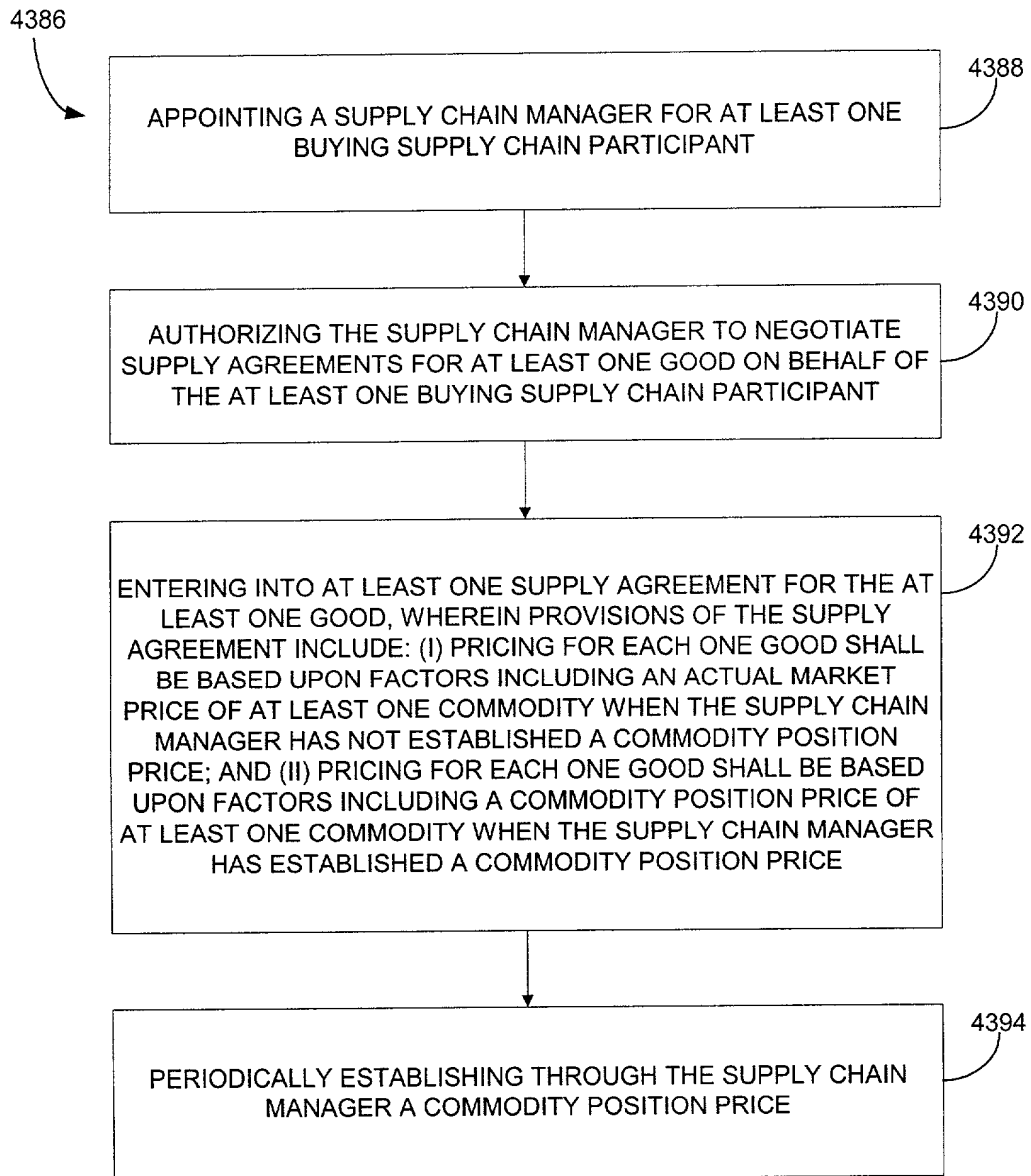 4386
4388
APPOINTING A SUPPLY CHAIN MANAGER FOR AT LEAST ONE
BUYING SUPPLY CHAIN PARTICIPANT
4390
AUTHORIZING THE SUPPLY CHAIN MANAGER TO NEGOTIATE
SUPPLY AGREEMENTS FOR AT LEAST ONE GOOD ON BEHALF OF
THE AT LEAST ONE BUYING SUPPLY CHAIN PARTICIPANT
4392
ENTERING INTO AT LEAST ONE SUPPLY AGREEMENT FOR THE AT
LEAST ONE GOOD, WHEREIN PROVISIONS OF THE SUPPLY
AGREEMENT INCLUDE: (I) PRICING FOR EACH ONE GOOD SHALL
BE BASED UPON FACTORS INCLUDING AN ACTUAL MARKET
PRICE OF AT LEAST ONE COMMODITY WHEN THE SUPPLY CHAIN
MANAGER HAS NOT ESTABLISHED A COMMODITY POSITION
PRICE; AND (II) PRICING FOR EACH ONE GOOD SHALL BE BASED
UPON FACTORS INCLUDING A COMMODITY POSITION PRICE OF
AT LEAST ONE COMMODITY WHEN THE SUPPLY CHAIN MANAGER
HAS ESTABLISHED A COMMODITY POSITION PRICE
4394
PERIODICALLY ESTABLISHING THROUGH THE SUPPLY CHAIN
MANAGER A COMMODITY POSITION PRICE